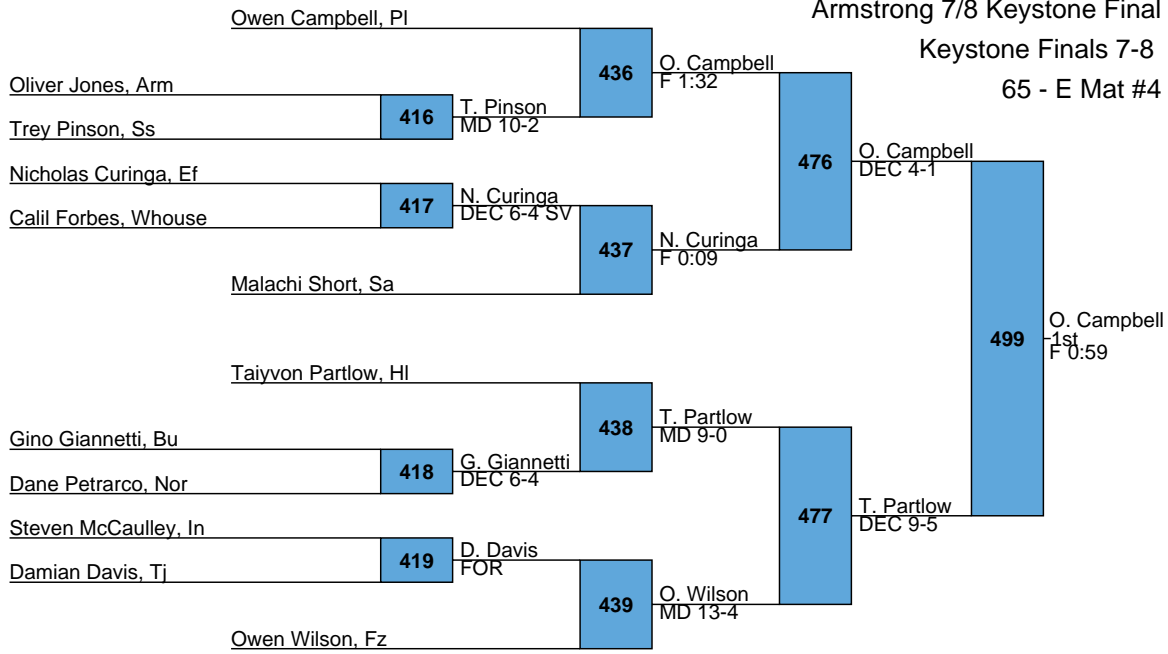 Armstrong 7/8 Keystone Final
Keystone Finals 7-8
65 - E Mat #4
Owen Campbell, Pl
Oliver Jones, Arm
Trey Pinson, Ss
Nicholas Curinga, Ef
Calil Forbes, Whouse
Malachi Short, Sa
Taiyvon Partlow, Hl
Gino Giannetti, Bu
Dane Petrarco, Nor
Steven McCaulley, In
Damian Davis, Tj
Owen Wilson, Fz
416
T. Pinson
MD 10-2
417
N. Curinga
DEC 6-4 SV
418
G. Giannetti
DEC 6-4
419
D. Davis
FOR
436
O. Campbell
F 1:32
437
N. Curinga
F 0:09
438
T. Partlow
MD 9-0
439
O. Wilson
MD 13-4
476
O. Campbell
DEC 4-1
477
T. Partlow
DEC 9-5
499
O. Campbell
1st
F 0:59